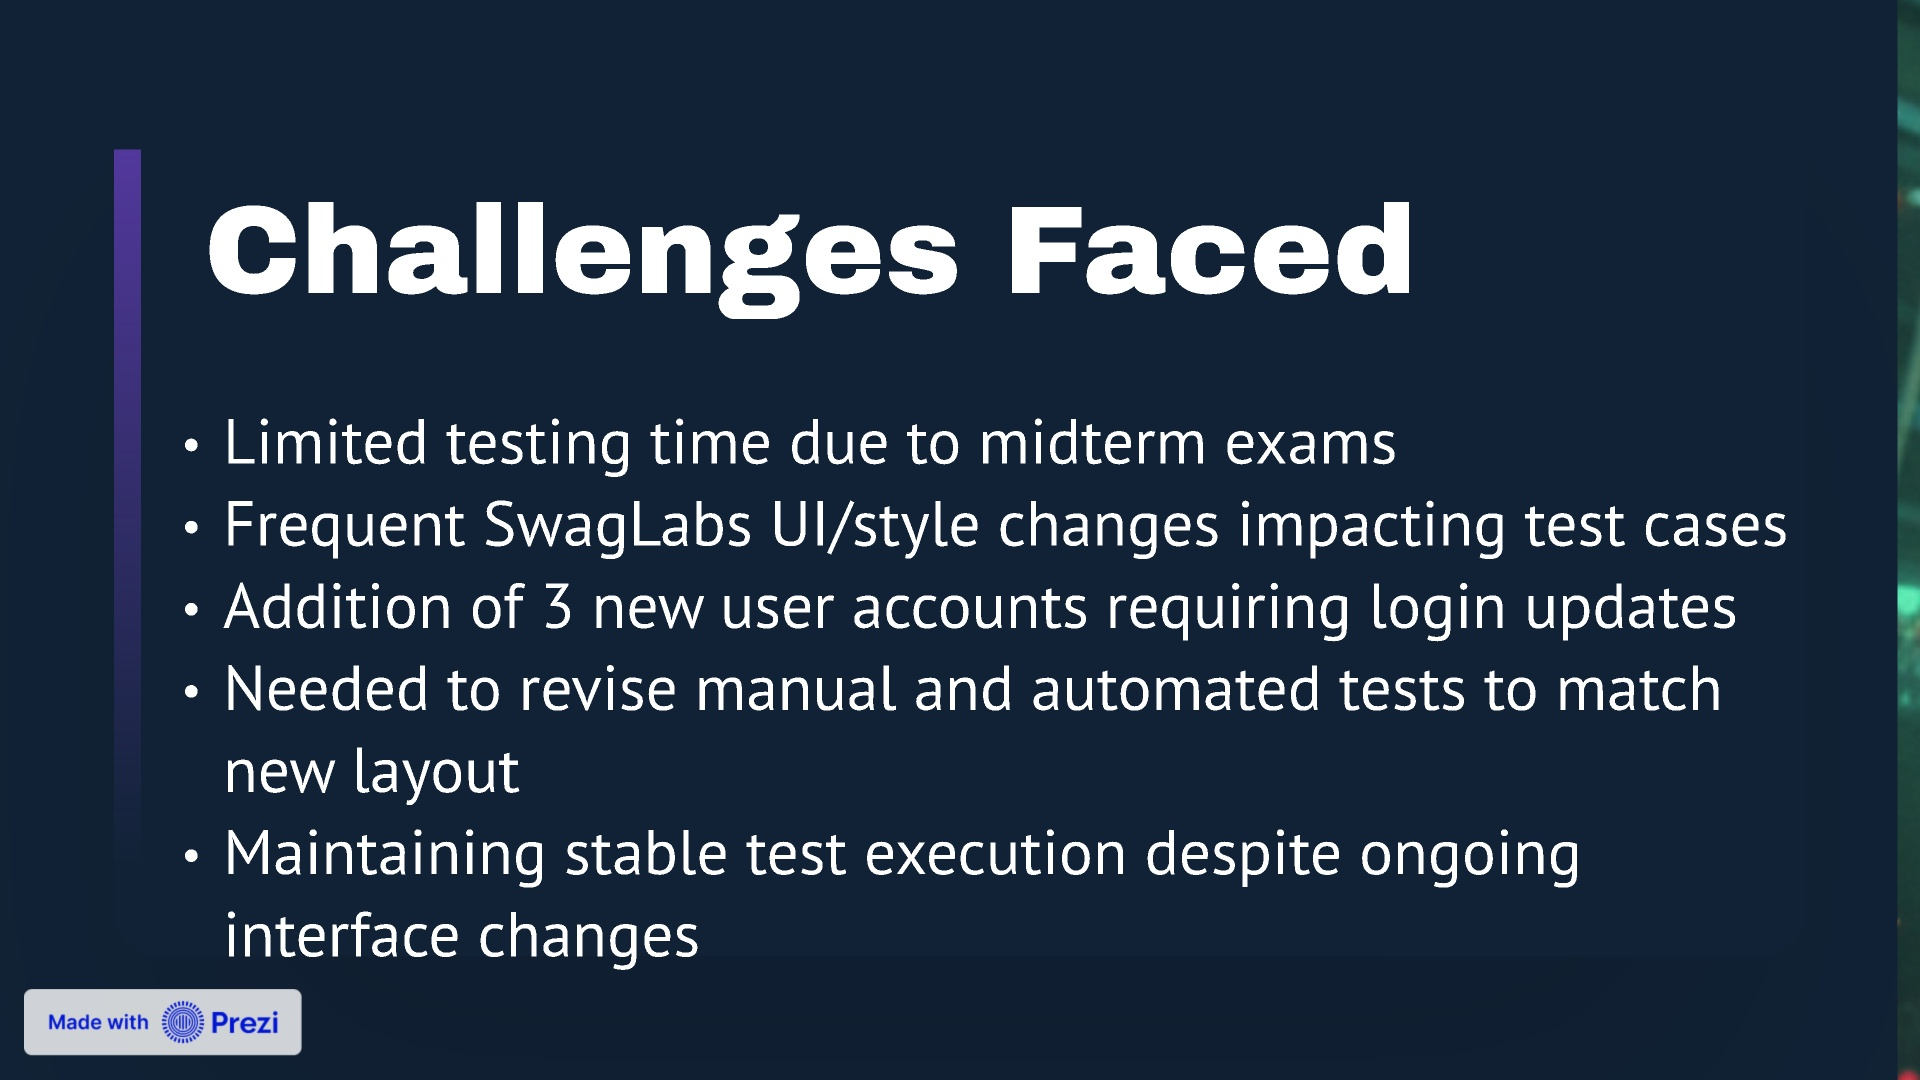 Challenges Faced
• Limited testing time due to midterm exams
• Frequent SwagLabs UI/style changes impacting test cases
• Addition of 3 new user accounts requiring login updates
• Needed to revise manual and automated tests to match
new layout
• Maintaining stable test execution despite ongoing
interface changes
Made with Prezi